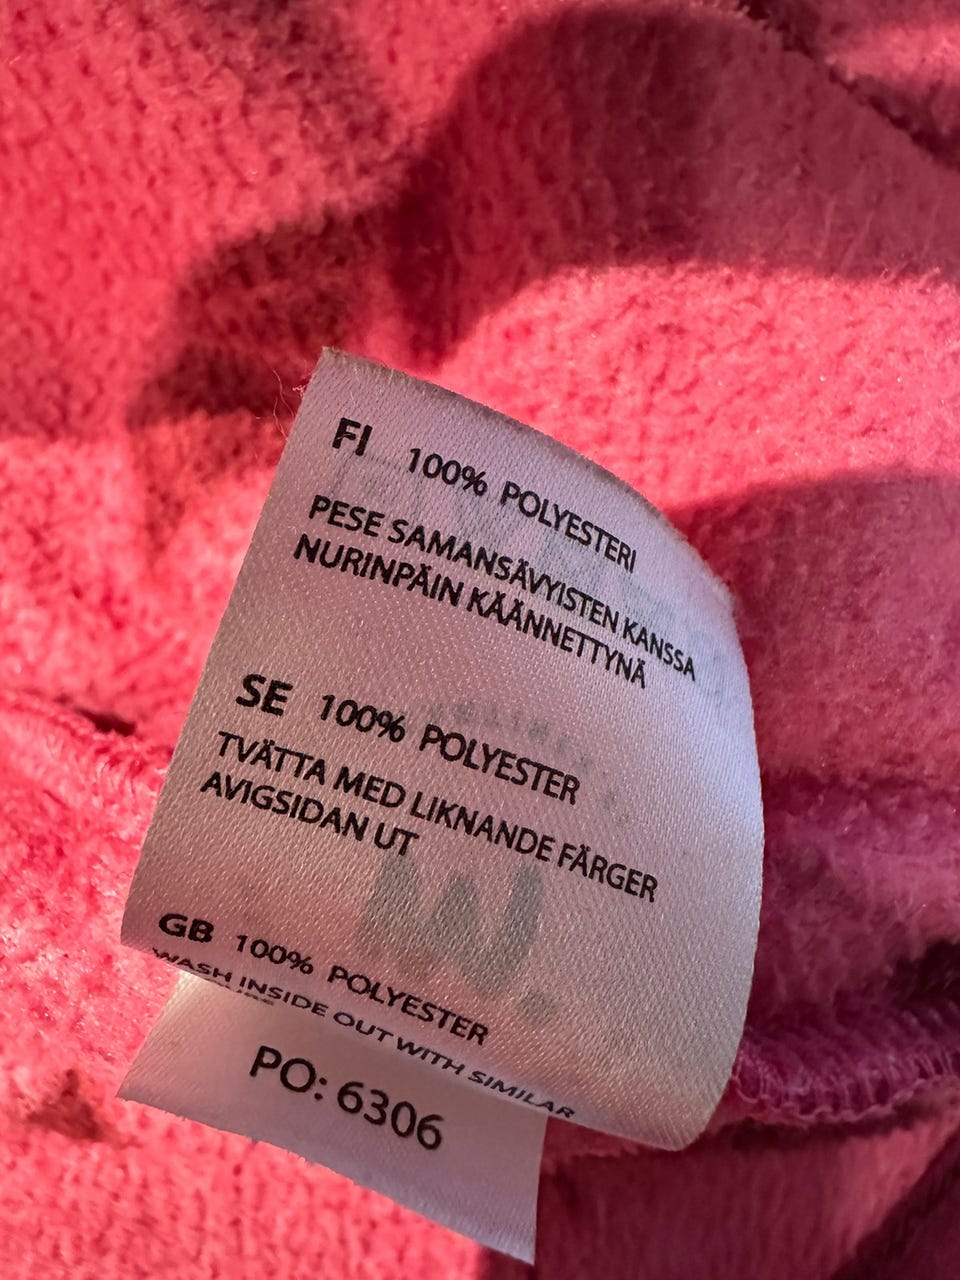 FI 100% POLYESTERI
PESE SAMANSÄVYISTEN KANSSA
NURINPÄIN KÄÄNNETTYNÄ
SE 100% POLYESTER
TVÄTTA MED LIKNANDE FÄRGER
AVIGSIDAN UT
GB 100% POLYESTER
WASH INSIDE OUT WITH SIMILAR
PO: 6306